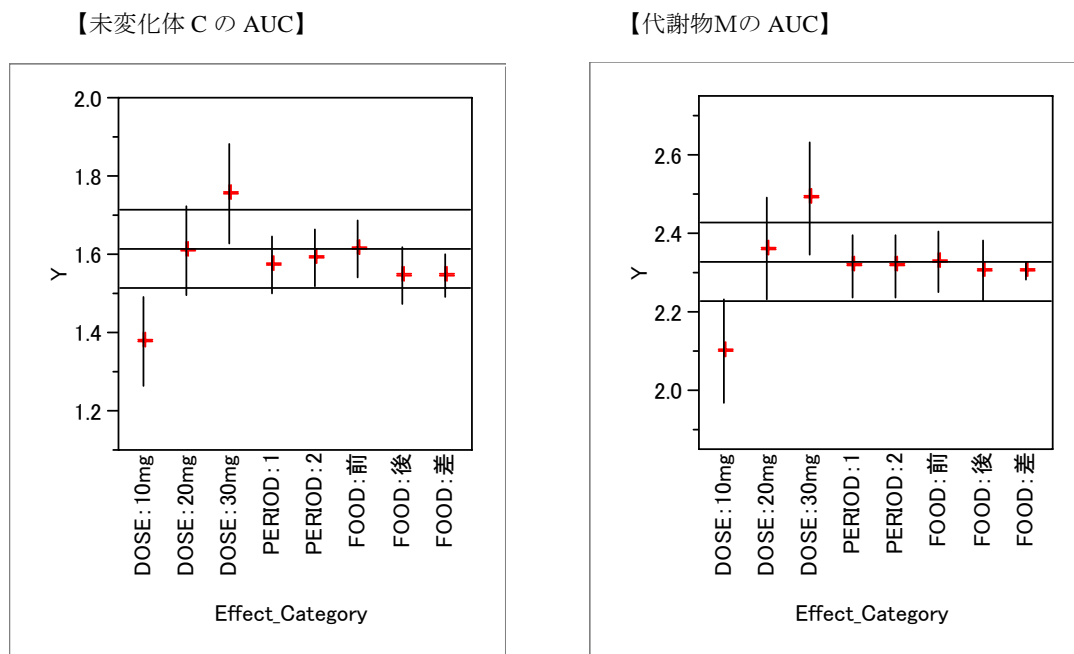 【未変化体 C の AUC】
2.0
1.8
1.6
1.4
1.2
Y
DOSE:10mg
DOSE:20mg
DOSE:30mg
PERIOD:1
PERIOD:2
FOOD:前
FOOD:後
FOOD:差
Effect_Category
【代謝物Mの AUC】
2.6
2.4
2.2
2.0
Y
DOSE:10mg
DOSE:20mg
DOSE:30mg
PERIOD:1
PERIOD:2
FOOD:前
FOOD:後
FOOD:差
Effect_Category